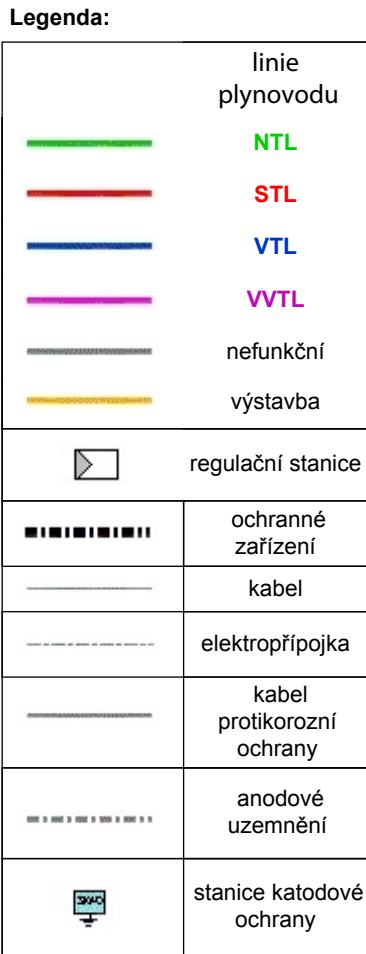 Legenda:
linie
plynovodu
NTL
STL
VTL
VVTL
nefunkční
výstavba
regulační stanice
ochranné
zařízení
kabel
elektropřípojka
kabel
protikorozní
ochrany
anodové
uzemnění
stanice katodové
ochrany